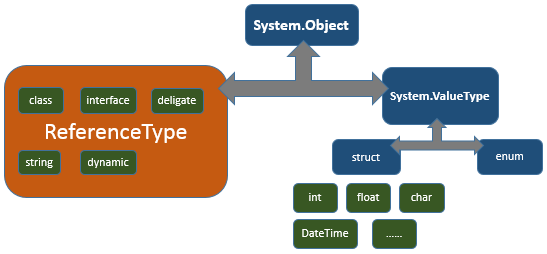 System.Object
class
interface
deligate
ReferenceType
string
dynamic
System.ValueType
struct
enum
int
float
char
DateTime
......